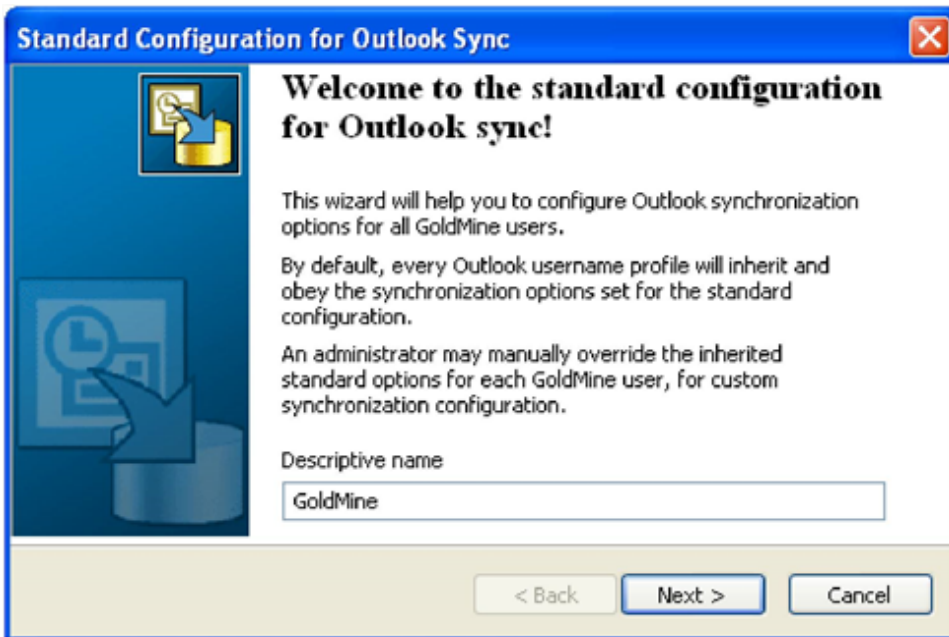 Standard Configuration for Outlook Sync
Welcome to the standard configuration
for Outlook sync!
This wizard will help you to configure Outlook synchronization
options for all GoldMine users.
By default, every Outlook username profile will inherit and
obey the synchronization options set for the standard
configuration.
An administrator may manually override the inherited
standard options for each GoldMine user, for custom
synchronization configuration.
Descriptive name
GoldMine
< Back
Next >
Cancel